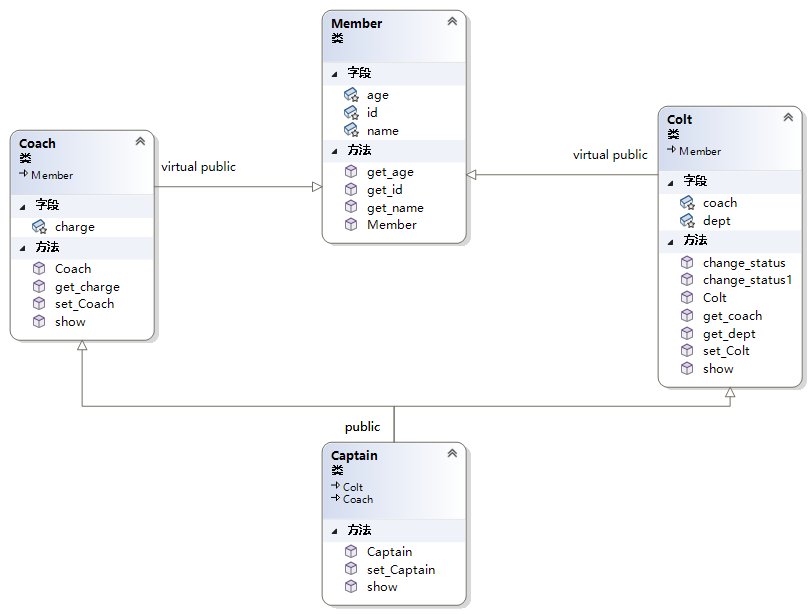 Member
类
字段
age
id
name
方法
get_age
get_id
get_name
Member
Coach
类
Member
字段
charge
方法
Coach
get_charge
set_Coach
show
virtual public
virtual public
Colt
类
Member
字段
coach
dept
方法
change_status
change_status1
Colt
get_coach
get_dept
set_Colt
show
public
Captain
类
Colt
Coach
方法
Captain
set_Captain
show